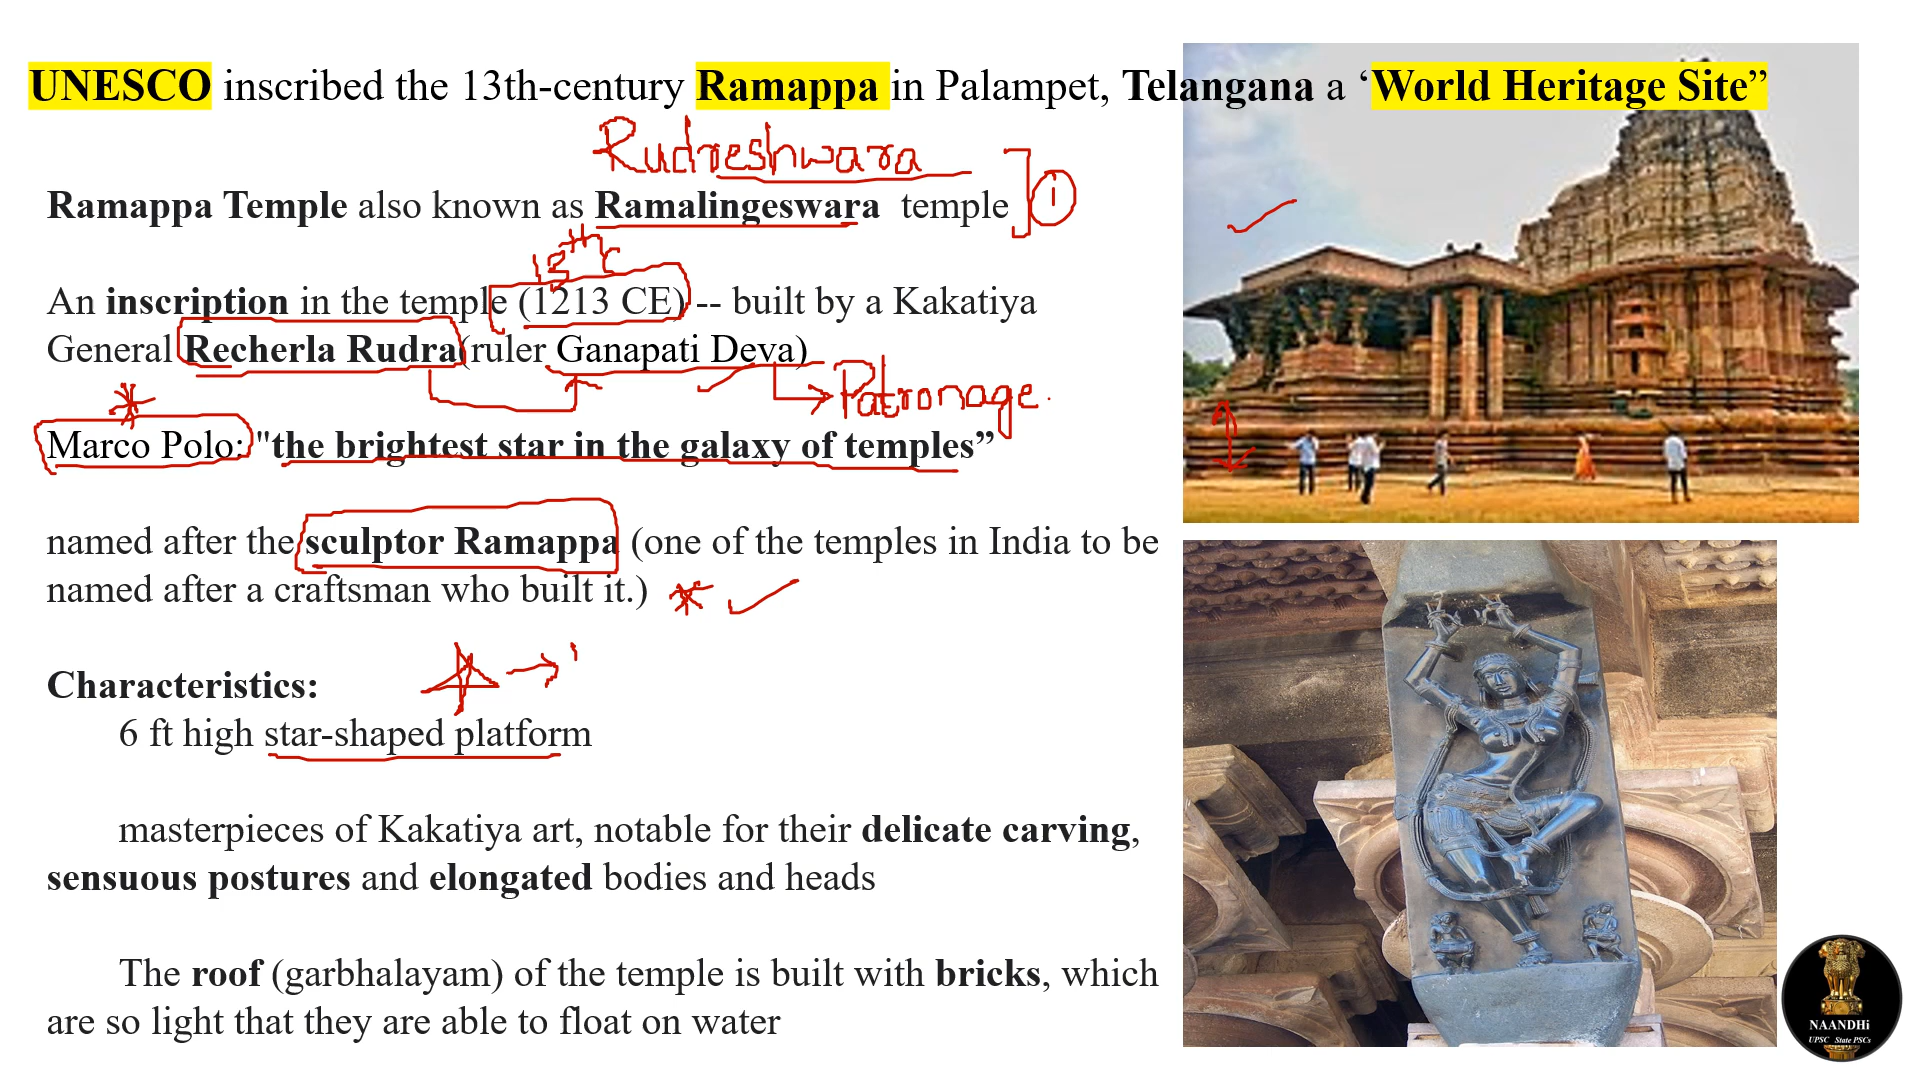 UNESCO inscribed the 13th-century Ramappa in Palampet, Telangana a ‘World Heritage Site”
Rudreshwara
Ramappa Temple also known as Ramalingeswara temple
1
13th C
An inscription in the temple (1213 CE) -- built by a Kakatiya
General Recherla Rudra(ruler Ganapati Deva)
Patronage.
Marco Polo: "the brightest star in the galaxy of temples”
named after the sculptor Ramappa (one of the temples in India to be
named after a craftsman who built it.)
Characteristics:
6 ft high star-shaped platform
masterpieces of Kakatiya art, notable for their delicate carving,
sensuous postures and elongated bodies and heads
The roof (garbhalayam) of the temple is built with bricks, which
are so light that they are able to float on water
NAANDHi
UPSC State PSCs